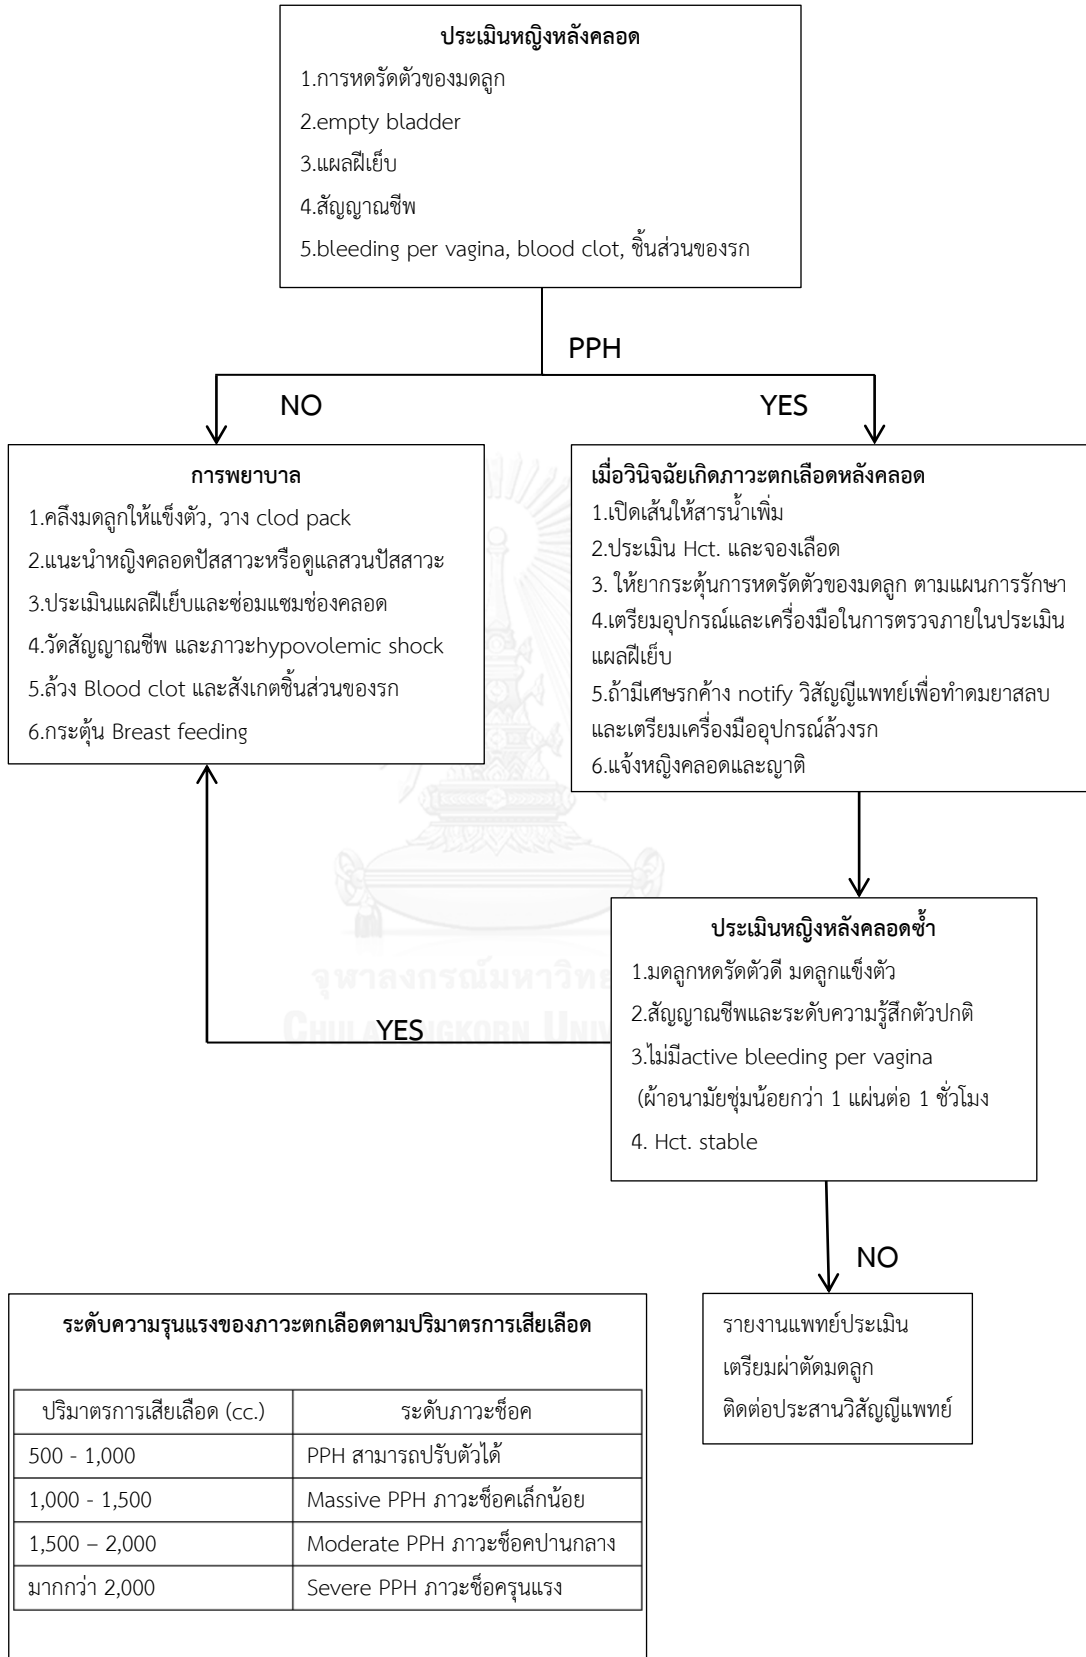 ประเมินหญิงหลังคลอด
1.การหดรัดตัวของมดลูก
2.empty bladder
3.แผลฝีเย็บ
4.สัญญาณชีพ
5.bleeding per vagina, blood clot, ชิ้นส่วนของรก
PPH
NO
YES
การพยาบาล
1.คลึงมดลูกให้แข็งตัว, วาง clod pack
2.แนะนำหญิงคลอดปัสสาวะหรือดูแลสวนปัสสาวะ
3.ประเมินแผลฝีเย็บและซ่อมแซมช่องคลอด
4.วัดสัญญาณชีพ และภาวะhypovolemic shock
5.ล้วง Blood clot และสังเกตชิ้นส่วนของรก
6.กระตุ้น Breast feeding
เมื่อวินิจฉัยเกิดภาวะตกเลือดหลังคลอด
1.เปิดเส้นให้สารน้ำเพิ่ม
2.ประเมิน Hct. และจองเลือด
3. ให้ยากระตุ้นการหดรัดตัวของมดลูก ตามแผนการรักษา
4.เตรียมอุปกรณ์และเครื่องมือในการตรวจภายในประเมิน
แผลฝีเย็บ
5.ถ้ามีเศษรกค้าง notify วิสัญญีแพทย์เพื่อทำดมยาสลบ
และเตรียมเครื่องมืออุปกรณ์ล้วงรก
6.แจ้งหญิงคลอดและญาติ
ประเมินหญิงหลังคลอดซ้ำ
1.มดลูกหดรัดตัวดี มดลูกแข็งตัว
2.สัญญาณชีพและระดับความรู้สึกตัวปกติ
3.ไม่มีactive bleeding per vagina
(ผ้าอนามัยชุ่มน้อยกว่า 1 แผ่นต่อ 1 ชั่วโมง
4. Hct. stable
จุฬาลงกรณ์มหาวิทย
YES
NO
รายงานแพทย์ประเมิน
เตรียมผ่าตัดมดลูก
ติดต่อประสานวิสัญญีแพทย์
ระดับความรุนแรงของภาวะตกเลือดตามปริมาตรการเสียเลือด
ปริมาตรการเสียเลือด (cc.) ระดับภาวะช็อค
500 - 1,000 PPH สามารถปรับตัวได้
1,000 - 1,500 Massive PPH ภาวะช็อคเล็กน้อย
1,500 – 2,000 Moderate PPH ภาวะช็อคปานกลาง
มากกว่า 2,000 Severe PPH ภาวะช็อครุนแรง